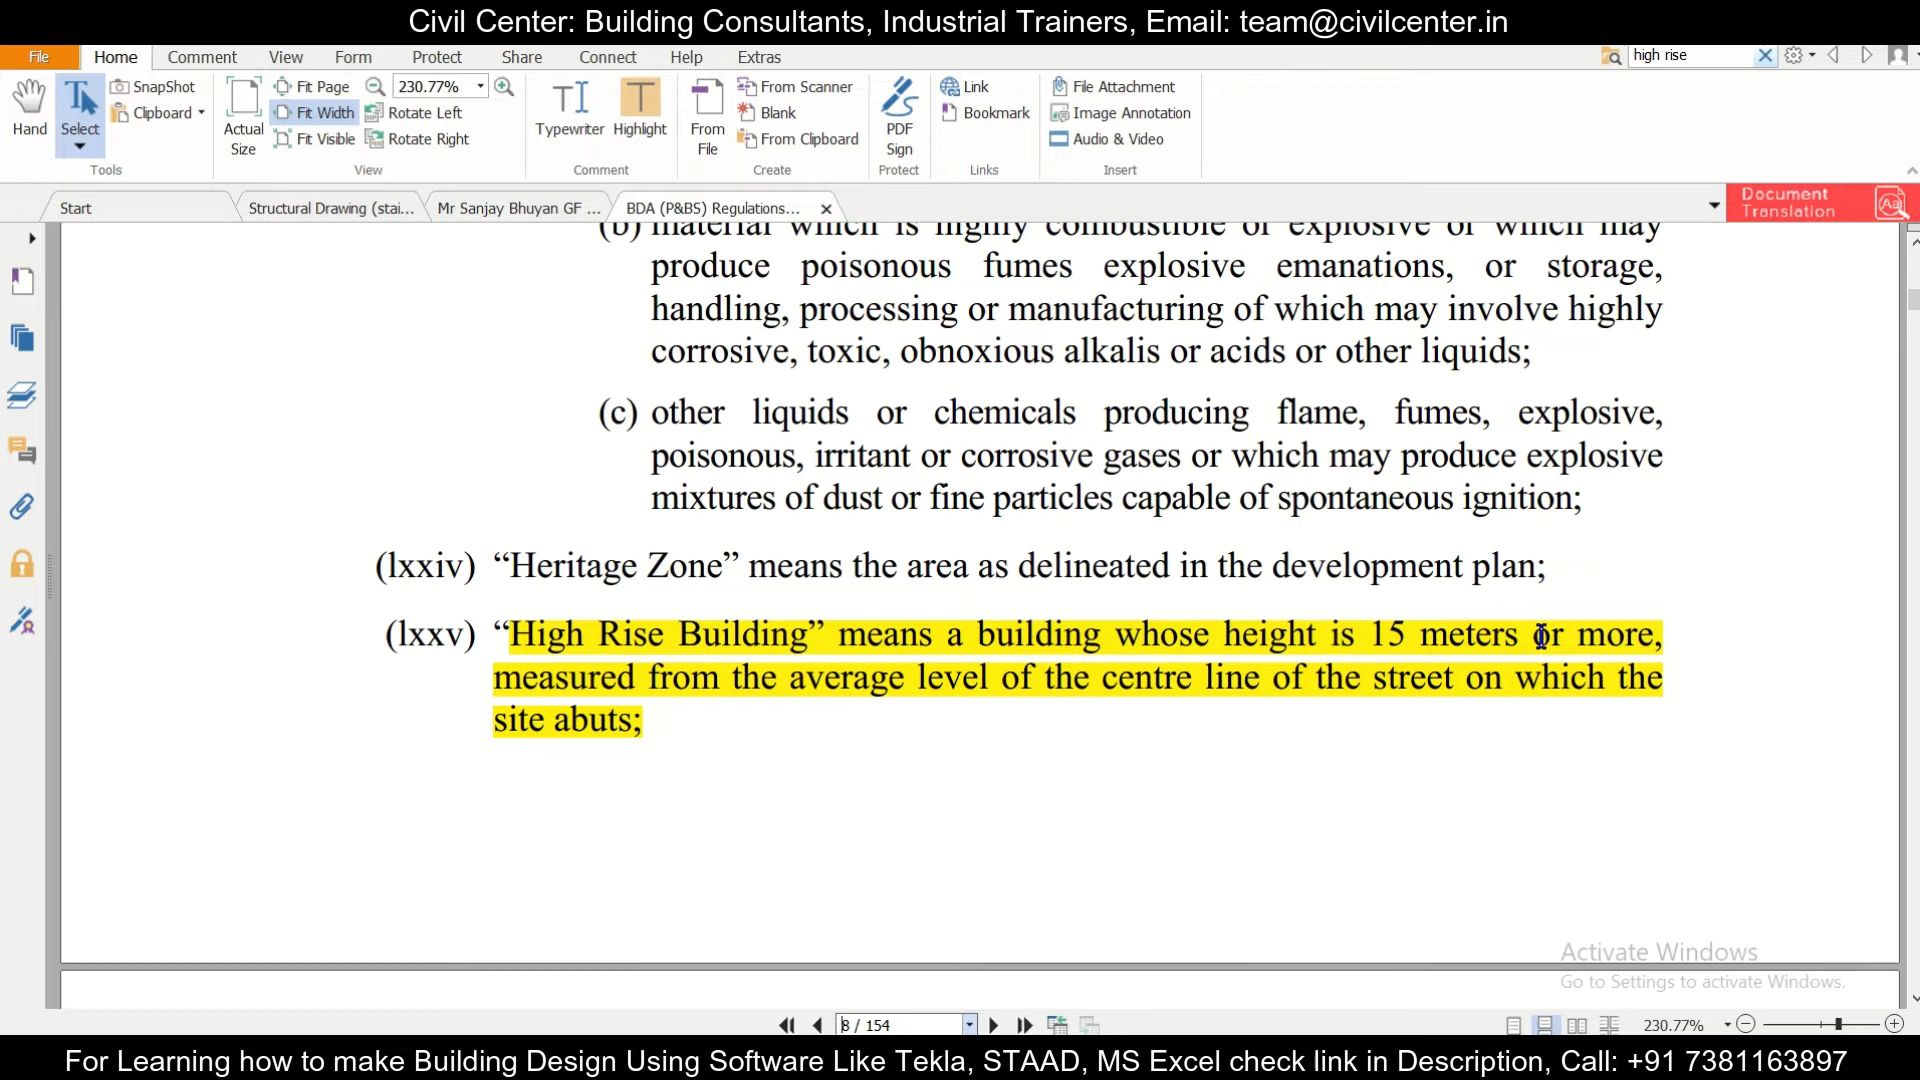 Civil Center: Building Consultants, Industrial Trainers, Email: team@civilcenter.in
File Home Comment View Form Protect Share Connect Help Extras high rise
Hand Select SnapShot Clipboard Actual Size Fit Page Fit Width Fit Visible 230.77% Rotate Left Rotate Right Typewriter Highlight From File From Scanner Blank From Clipboard PDF Sign Link Bookmark File Attachment Image Annotation Audio & Video
Tools View Comment Create Protect Links Insert
Start Structural Drawing (stai... Mr Sanjay Bhuyan GF ... BDA (P&BS) Regulations... Document Translation
(b) material which is highly combustible or explosive or which may
produce poisonous fumes explosive emanations, or storage,
handling, processing or manufacturing of which may involve highly
corrosive, toxic, obnoxious alkalis or acids or other liquids;
(c) other liquids or chemicals producing flame, fumes, explosive,
poisonous, irritant or corrosive gases or which may produce explosive
mixtures of dust or fine particles capable of spontaneous ignition;
(lxxiv) “Heritage Zone” means the area as delineated in the development plan;
(lxxv) “High Rise Building” means a building whose height is 15 meters or more,
measured from the average level of the centre line of the street on which the
site abuts;
Activate Windows
Go to Settings to activate Windows.
8 / 154 230.77%
For Learning how to make Building Design Using Software Like Tekla, STAAD, MS Excel check link in Description, Call: +91 7381163897